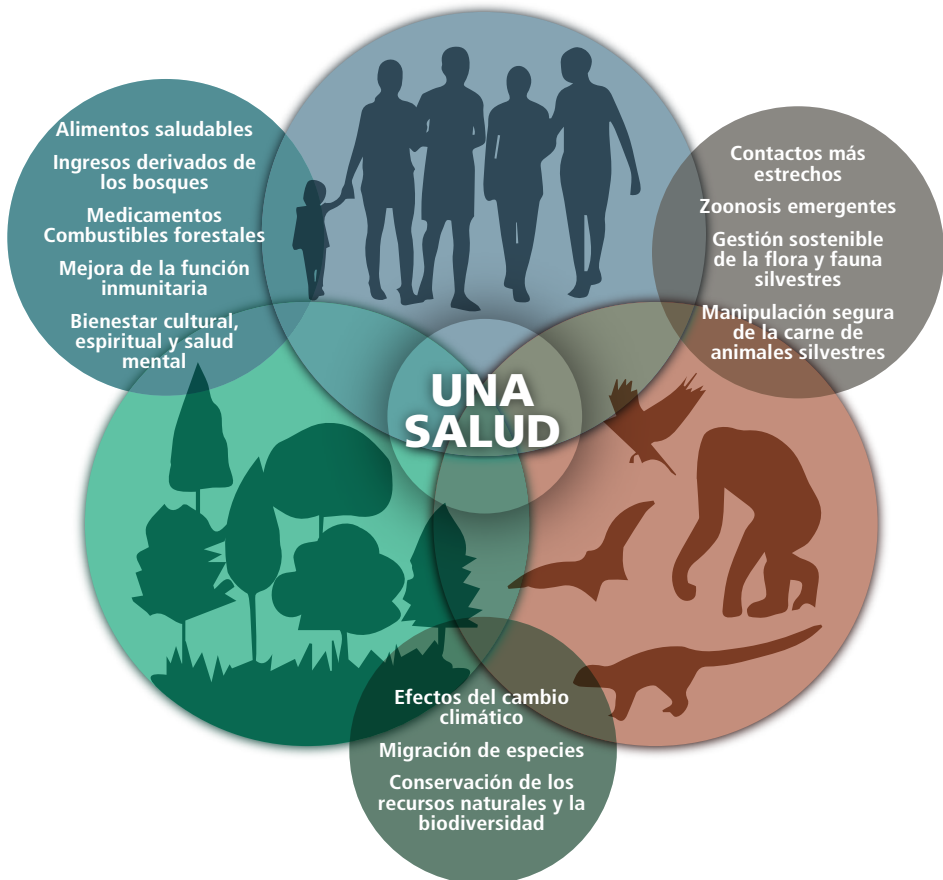 Alimentos saludables
Ingresos derivados de
los bosques
Medicamentos
Combustibles forestales
Mejora de la función
inmunitaria
Bienestar cultural,
espiritual y salud
mental
Contactos más
estrechos
Zoonosis emergentes
Gestión sostenible
de la flora y fauna
silvestres
Manipulación segura
de la carne de
animales silvestres
UNA
SALUD
Efectos del cambio
climático
Migración de especies
Conservación de los
recursos naturales y la
biodiversidad